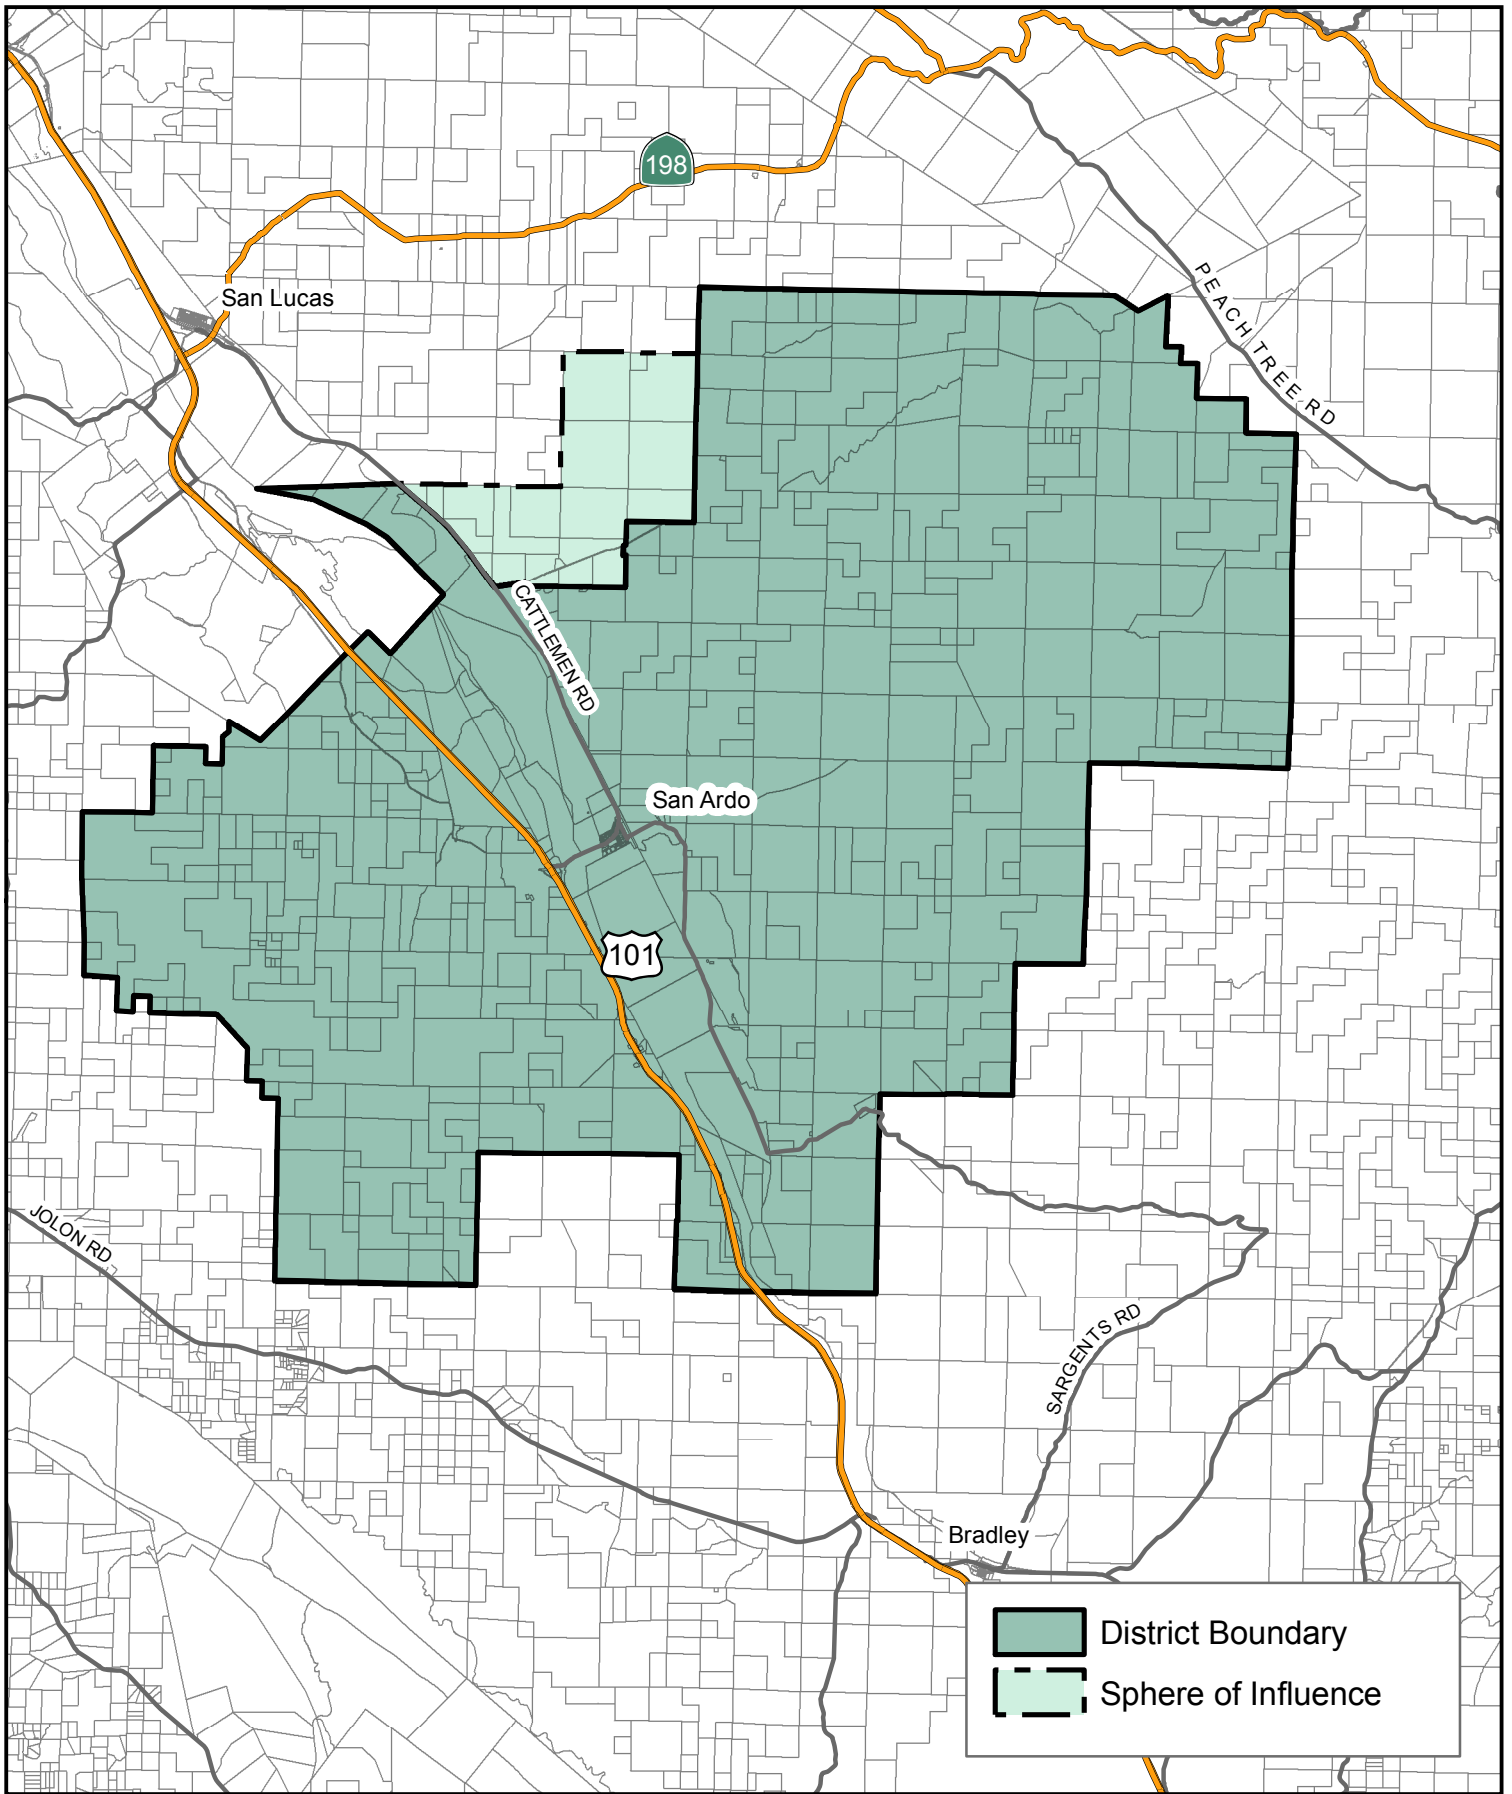 198
San Lucas
PEACH TREE RD
CATTLEMEN RD
San Ardo
101
JOLON RD
SARGENTS RD
Bradley
District Boundary
Sphere of Influence